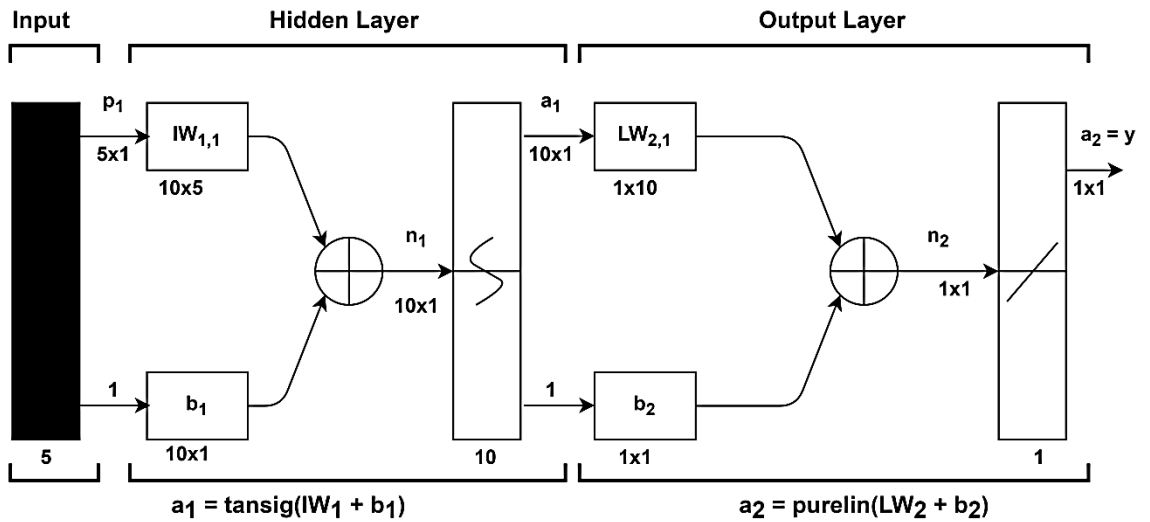 Input
Hidden Layer
Output Layer
p1
5x1
IW1,1
10x5
n1
10x1
1
b1
10x1
5
10
a1
10x1
LW2,1
1x10
n2
1x1
1
b2
1x1
a2 = y
1x1
1
a1 = tansig(IW1 + b1)
a2 = purelin(LW2 + b2)